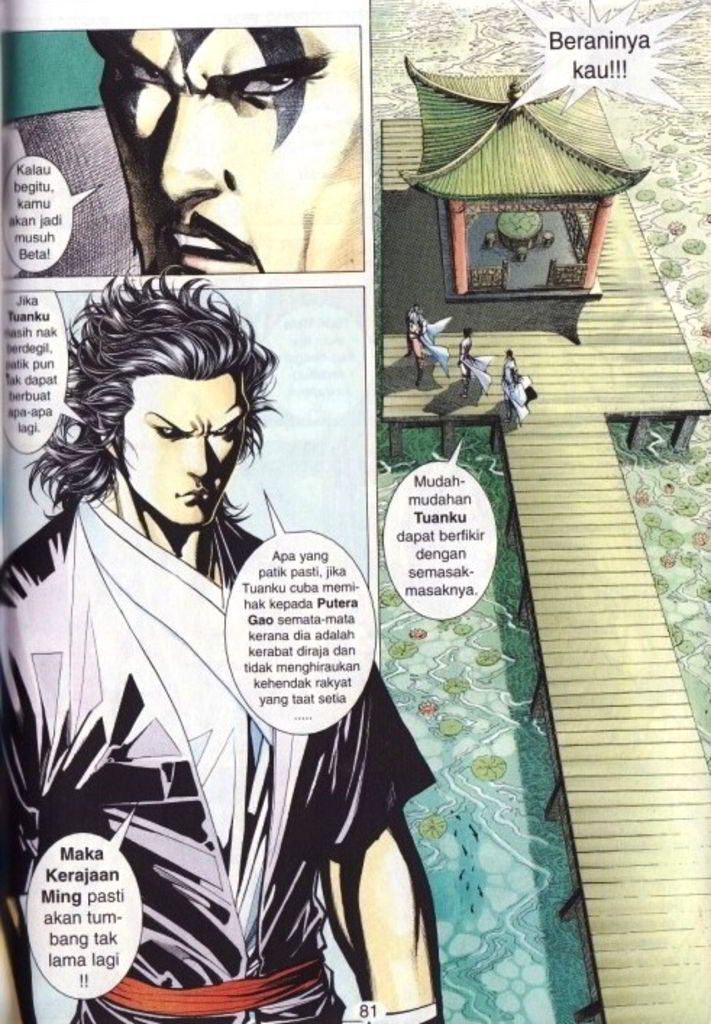 Kalau
begitu,
kamu
akan jadi
musuh
Beta!
Jika
Tuanku
masih nak
berdegil,
patik pun
tak dapat
berbuat
apa-apa
lagi.
Apa yang
patik pasti, jika
Tuanku cuba memi-
hak kepada Putera
Gao semata-mata
kerana dia adalah
kerabat diraja dan
tidak menghiraukan
kehendak rakyat
yang taat setia
.....
Maka
Kerajaan
Ming pasti
akan tum-
bang tak
lama lagi
!!
Beraninya
kau!!!
Mudah-
mudahan
Tuanku
dapat berfikir
dengan
semasak-
masaknya.
81